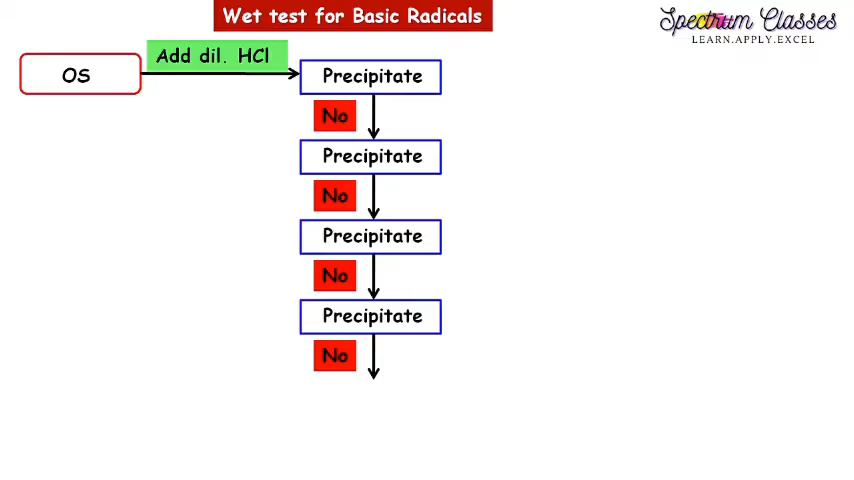 Wet test for Basic Radicals
Spectrum Classes
LEARN.APPLY.EXCEL
OS
Add dil. HCl
Precipitate
No
Precipitate
No
Precipitate
No
Precipitate
No